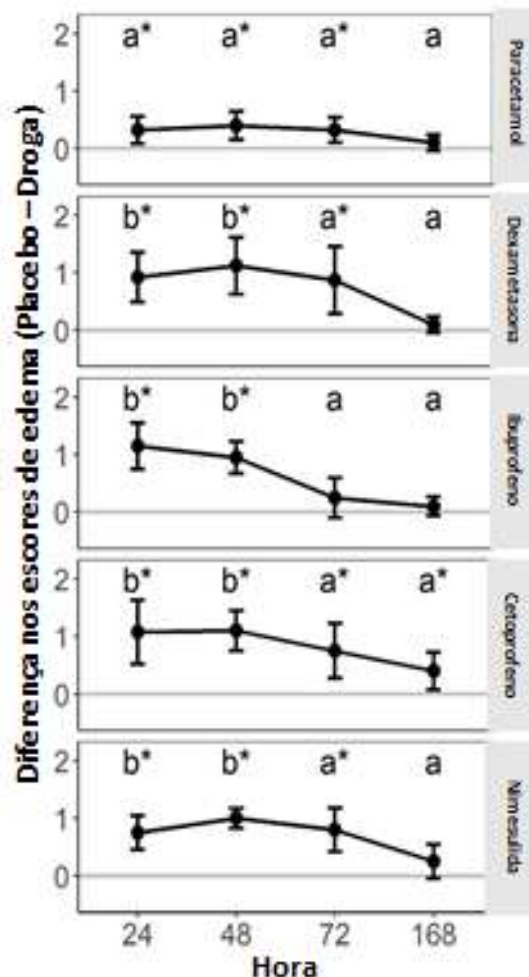 Diferença nos escores de edema (Placebo – Droga)
2
1
0
a* a* a* a
Paracetamol
2
1
0
b* b* a* a
Dexametasona
2
1
0
b* b* a a
Ibuprofeno
2
1
0
b* b* a* a*
Cetoprofeno
2
1
0
b* b* a* a
Nimesulida
24 48 72 168
Hora